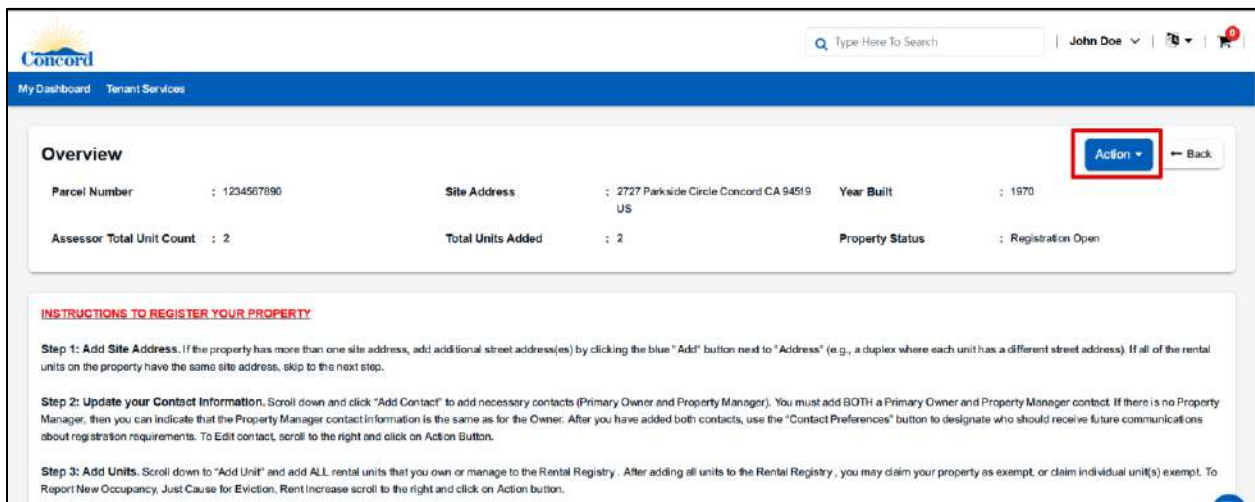 Concord
Type Here To Search
John Doe
0
My Dashboard Tenant Services
Overview
Action
Back
Parcel Number : 1234567890 Site Address : 2727 Parkside Circle Concord CA 94519 Year Built : 1970
US
Assessor Total Unit Count : 2 Total Units Added : 2 Property Status : Registration Open
INSTRUCTIONS TO REGISTER YOUR PROPERTY
Step 1: Add Site Address. If the property has more than one site address, add additional street address(es) by clicking the blue "Add" button next to "Address" (e.g., a duplex where each unit has a different street address). If all of the rental
units on the property have the same site address, skip to the next step.
Step 2: Update your Contact Information. Scroll down and click "Add Contact" to add necessary contacts (Primary Owner and Property Manager). You must add BOTH a Primary Owner and Property Manager contact. If there is no Property
Manager, then you can indicate that the Property Manager contact information is the same as for the Owner. After you have added both contacts, use the "Contact Preferences" button to designate who should receive future communications
about registration requirements. To Edit contact, scroll to the right and click on Action Button.
Step 3: Add Units. Scroll down to "Add Unit" and add ALL rental units that you own or manage to the Rental Registry . After adding all units to the Rental Registry , you may claim your property as exempt, or claim individual unit(s) exempt. To
Report New Occupancy, Just Cause for Eviction, Rent Increase scroll to the right and click on Action button.